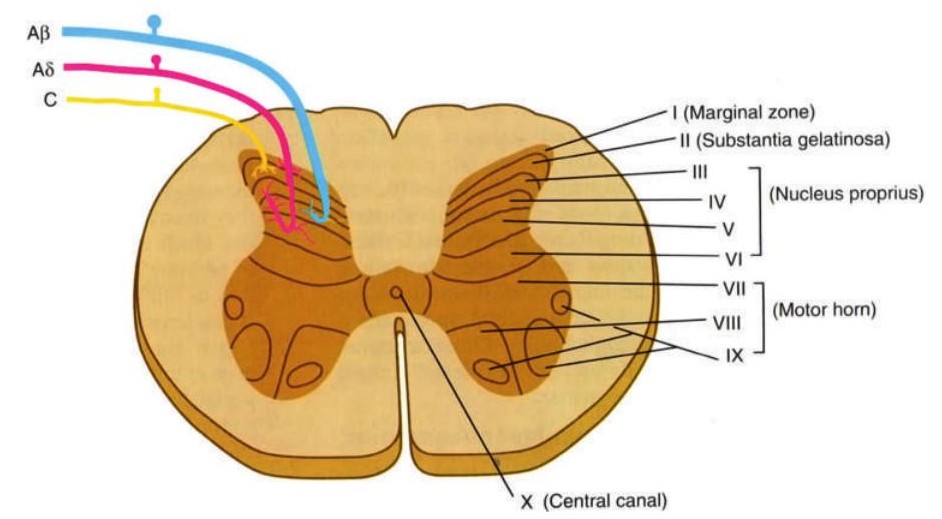 Aβ
Aδ
C
I (Marginal zone)
II (Substantia gelatinosa)
III
IV
(Nucleus proprius)
V
VI
VII
(Motor horn)
VIII
IX
X (Central canal)